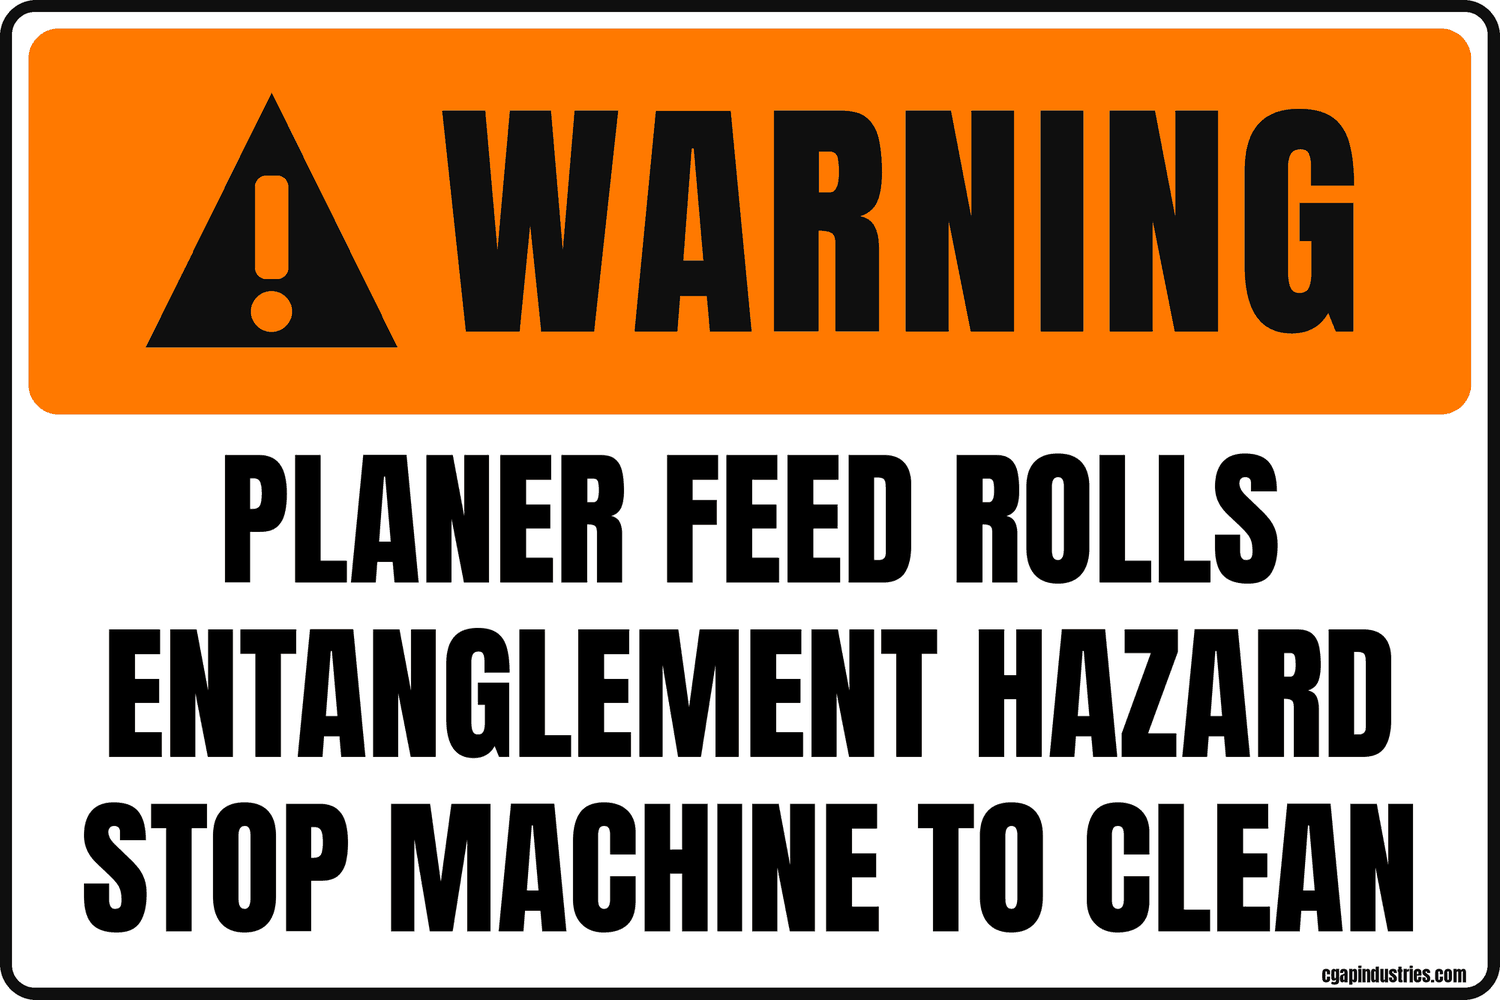 WARNING
PLANER FEED ROLLS
ENTANGLEMENT HAZARD
STOP MACHINE TO CLEAN
cgapindustries.com